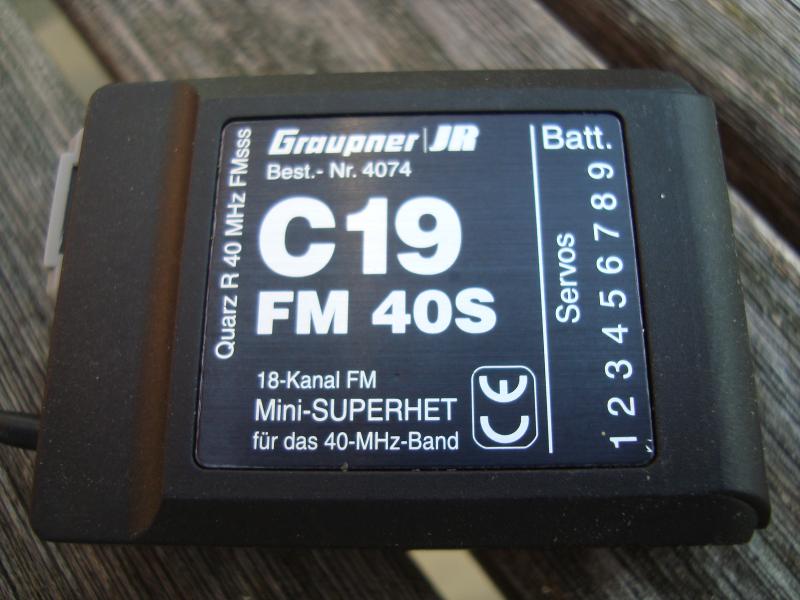 Graupner JR
Best.- Nr. 4074
C19
FM 40S
18-Kanal FM
Mini-SUPERHET
für das 40-MHz-Band
CE
Quarz R 40 MHz FMsss
Batt.
Servos
1 2 3 4 5 6 7 8 9